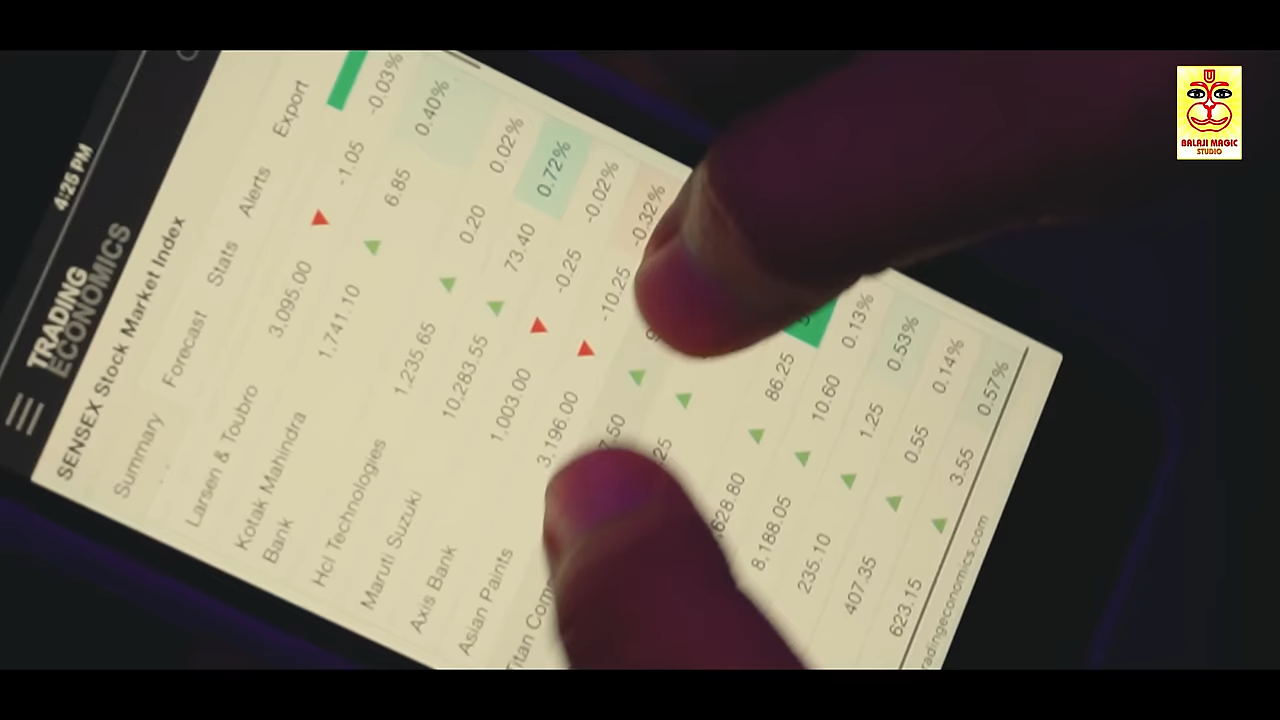 4:25 PM
TRADING
ECONOMICS
SENSEX Stock Market Index
Summary Forecast Stats Alerts Export
Larsen & Toubro 3,095.00 -1.05 -0.03%
Kotak Mahindra Bank 1,741.10 6.85 0.40%
Hcl Technologies 1,235.65 0.20 0.02%
Maruti Suzuki 10,283.55 73.40 0.72%
Axis Bank 1,003.00 -0.25 -0.02%
Asian Paints 3,196.00 -10.25 -0.32%
Titan
86.25
8,188.05 10.60 0.13%
235.10 1.25 0.53%
407.35 0.55 0.14%
623.15 3.55 0.57%
tradingeconomics.com
BALAJI MAGIC
STUDIO